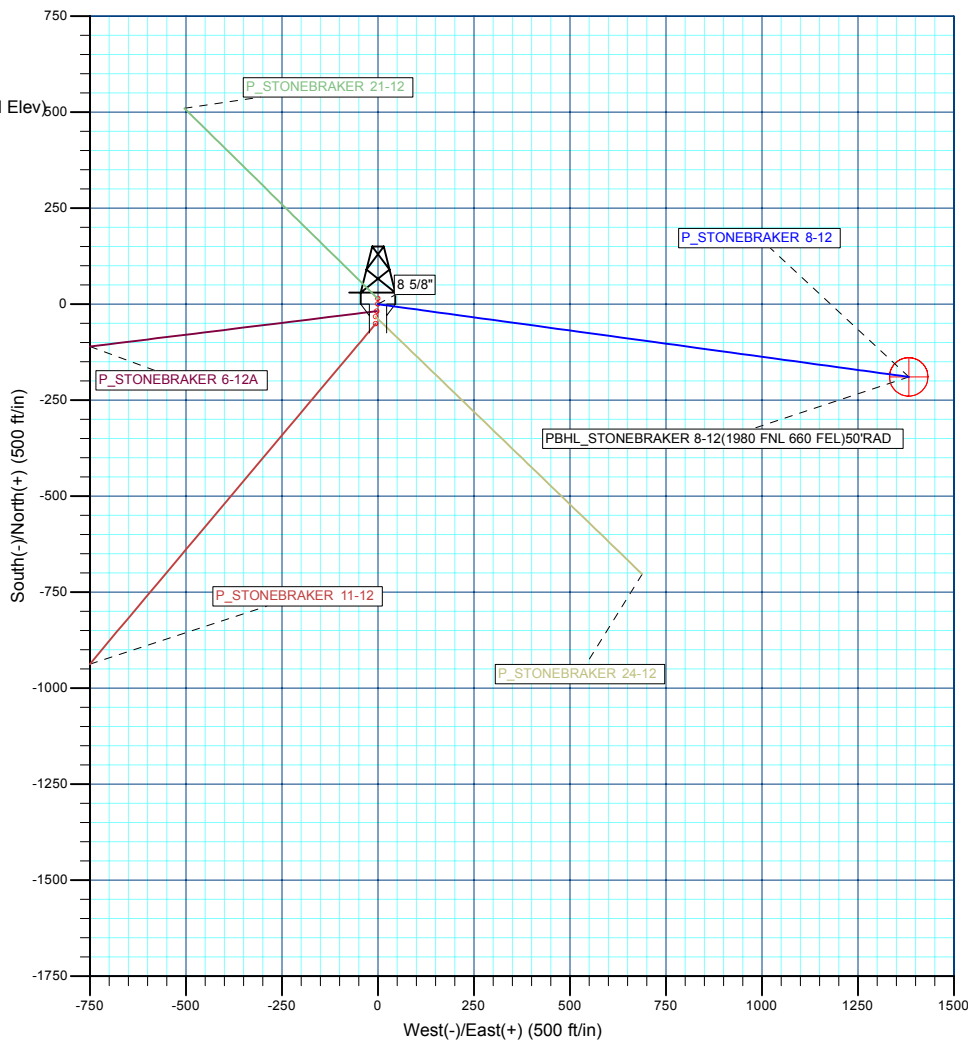 750
P_STONEBRAKER 21-12
l Elev)
500
250
P_STONEBRAKER 8-12
8 5/8"
0
P_STONEBRAKER 6-12A
-250
PBHL_STONEBRAKER 8-12(1980 FNL 660 FEL)50'RAD
-500
P_STONEBRAKER 11-12
-750
P_STONEBRAKER 24-12
-1000
-1250
-1500
-1750
South(-)/North(+) (500 ft/in)
-750 -500 -250 0 250 500 750 1000 1250 1500
West(-)/East(+) (500 ft/in)